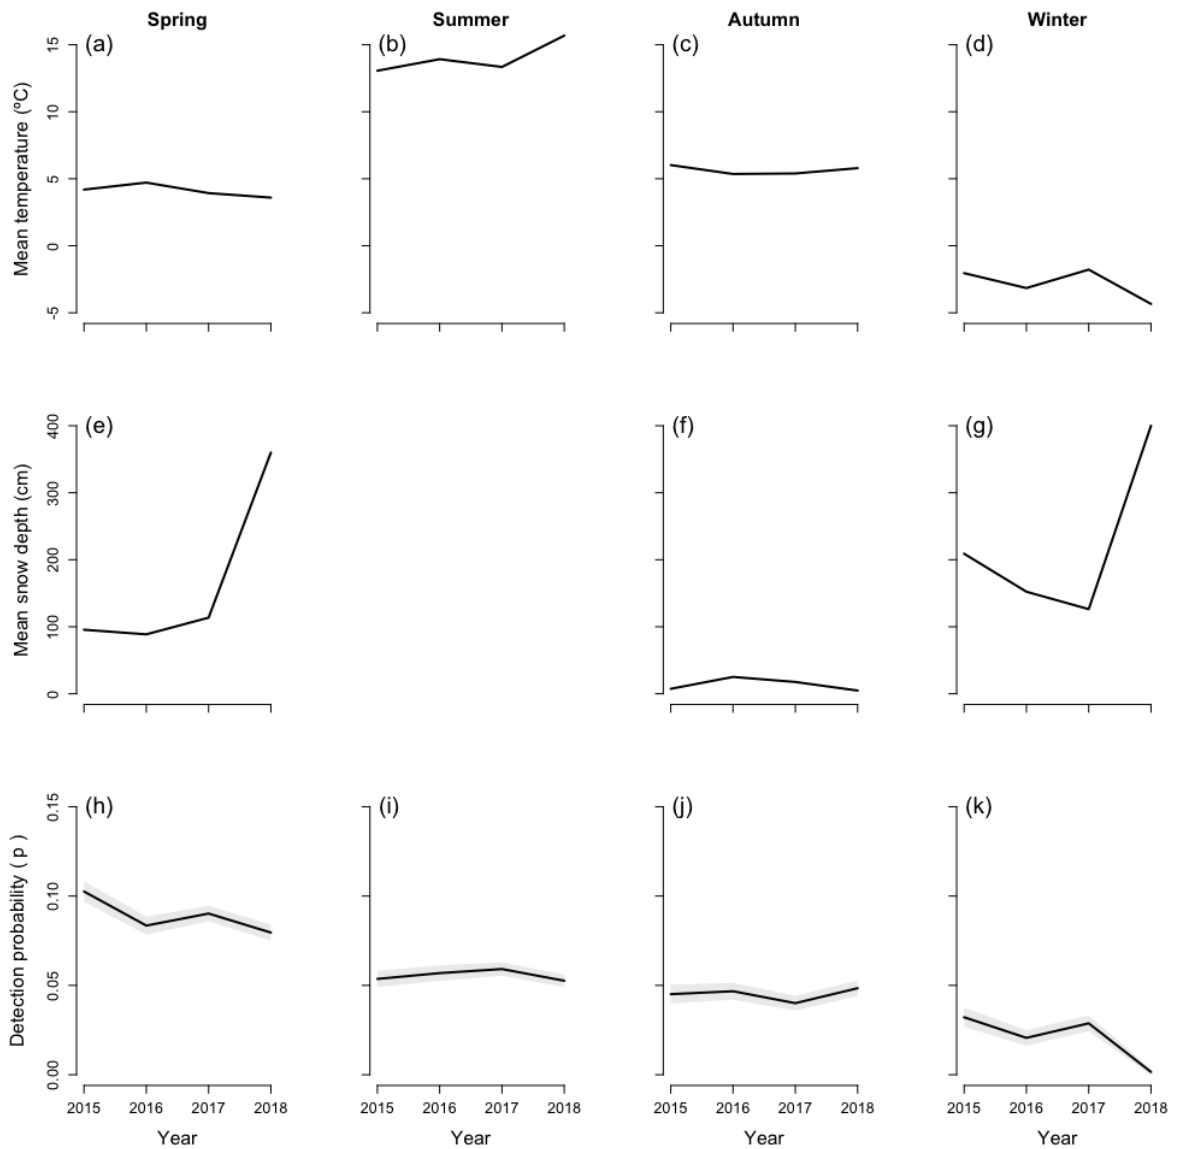 Spring Summer Autumn Winter
(a) (b) (c) (d)
Mean temperature (°C)
15
10
5
0
-5
(e) (f) (g)
Mean snow depth (cm)
400
300
200
100
0
(h) (i) (j) (k)
Detection probability ( p )
0.15
0.10
0.05
0.00
2015 2016 2017 2018 2015 2016 2017 2018 2015 2016 2017 2018 2015 2016 2017 2018
Year Year Year Year